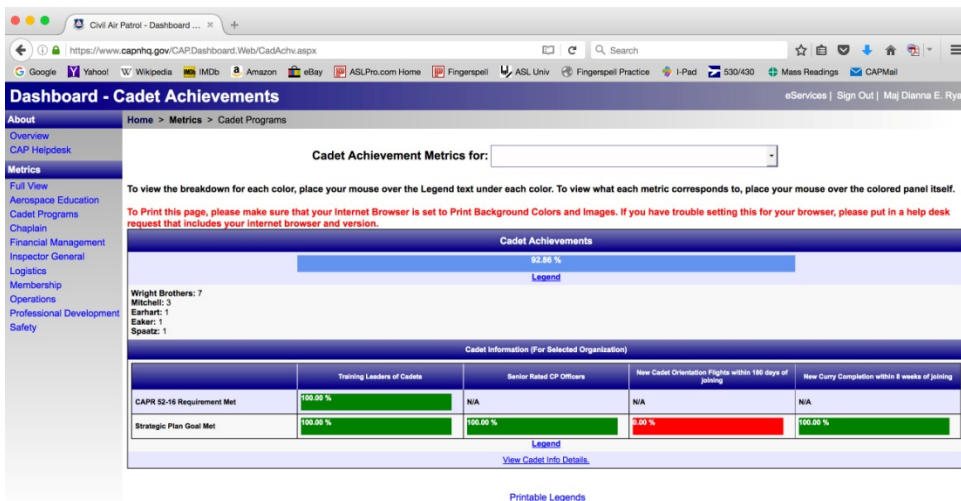 Civil Air Patrol - Dashboard ...
https://www.capnhq.gov/CAP.Dashboard.Web/CadAchv.aspx
Search
Google Yahoo! Wikipedia IMDb Amazon eBay ASLPro.com Home Fingerspell ASL Univ Fingerspell Practice I-Pad 530/430 Mass Readings CAPMail
Dashboard - Cadet Achievements
eServices | Sign Out | Maj Dianna E. Rya
About
Home > Metrics > Cadet Programs
Overview
CAP Helpdesk
Metrics
Full View
Aerospace Education
Cadet Programs
Chaplain
Financial Management
Inspector General
Logistics
Membership
Operations
Professional Development
Safety
Cadet Achievement Metrics for:
To view the breakdown for each color, place your mouse over the Legend text under each color. To view what each metric corresponds to, place your mouse over the colored panel itself.
To Print this page, please make sure that your Internet Browser is set to Print Background Colors and Images. If you have trouble setting this for your browser, please put in a help desk
request that includes your internet browser and version.
Cadet Achievements
92.86 %
Legend
Wright Brothers: 7
Mitchell: 3
Earhart: 1
Eaker: 1
Spaatz: 1
Cadet Information (For Selected Organization)
Training Leaders of Cadets
Senior Rated CP Officers
New Cadet Orientation Flights within 180 days of
joining
New Curry Completion within 8 weeks of joining
CAPR 52-16 Requirement Met
100.00 %
N/A
N/A
N/A
Strategic Plan Goal Met
100.00 %
100.00 %
0.00 %
100.00 %
Legend
View Cadet Info Details.
Printable Legends